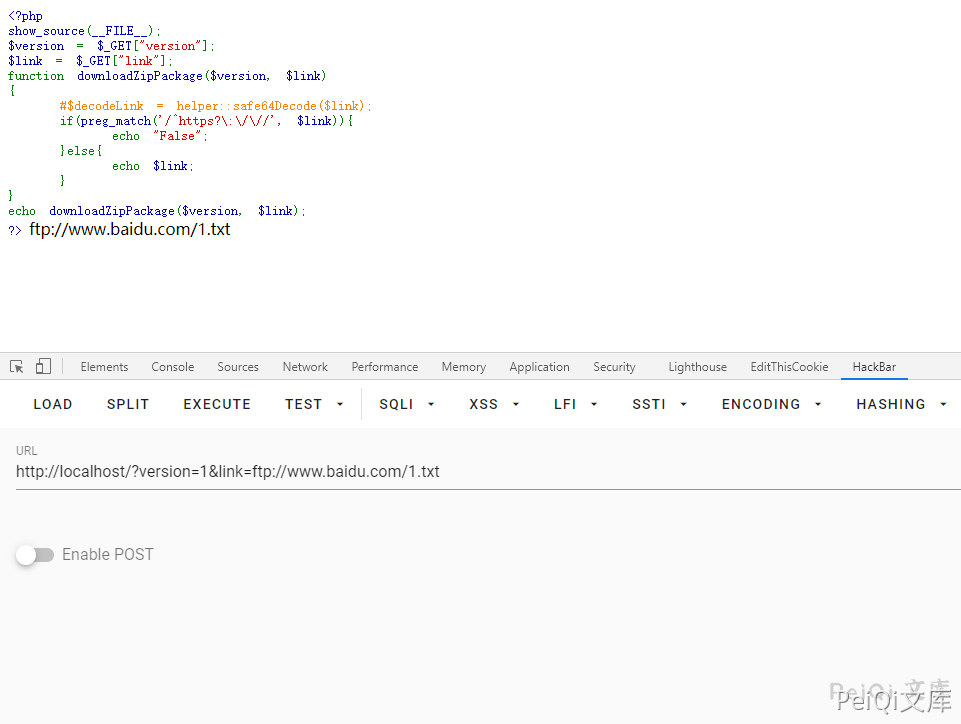 <?php
show_source(__FILE__);
$version = $_GET["version"];
$link = $_GET["link"];
function downloadZipPackage($version, $link)
{
#$decodeLink = helper::safe64Decode($link);
if(preg_match('/^https?\:\/\//', $link)){
echo "False";
}else{
echo $link;
}
}
echo downloadZipPackage($version, $link);
?> ftp://www.baidu.com/1.txt
Elements Console Sources Network Performance Memory Application Security Lighthouse EditThisCookie HackBar
LOAD SPLIT EXECUTE TEST SQLI XSS LFI SSTI ENCODING HASHING
URL
http://localhost/?version=1&link=ftp://www.baidu.com/1.txt
Enable POST
PeiQi 文库
PeiQi文库